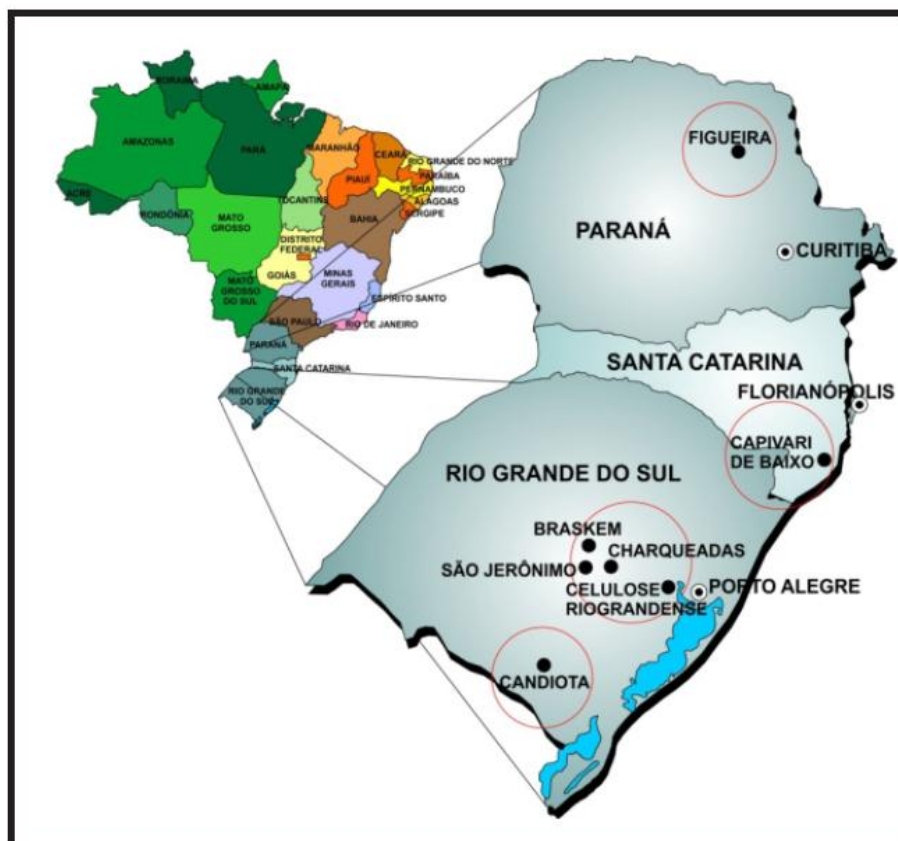 RORAIMA
AMAPÁ
AMAZONAS
PARÁ
MARANHÃO
CEARÁ
RIO GRANDE DO NORTE
PARAÍBA
PIAUÍ
PERNAMBUCO
ALAGOAS
SERGIPE
ACRE
RONDÔNIA
TOCANTINS
MATO
GROSSO
BAHIA
DISTRITO
FEDERAL
GOIÁS
MINAS
GERAIS
MATO
GROSSO
DO SUL
ESPÍRITO SANTO
SÃO PAULO
RIO DE JANEIRO
PARANÁ
SANTA CATARINA
RIO GRANDE
DO SUL
FIGUEIRA
PARANÁ
CURITIBA
SANTA CATARINA
FLORIANÓPOLIS
CAPIVARI
DE BAÍXO
RIO GRANDE DO SUL
BRASKEM
CHARQUEADAS
SÃO JERÔNIMO
CELULOSE
RIOGRANDENSE
PORTO ALEGRE
CANDIOTA